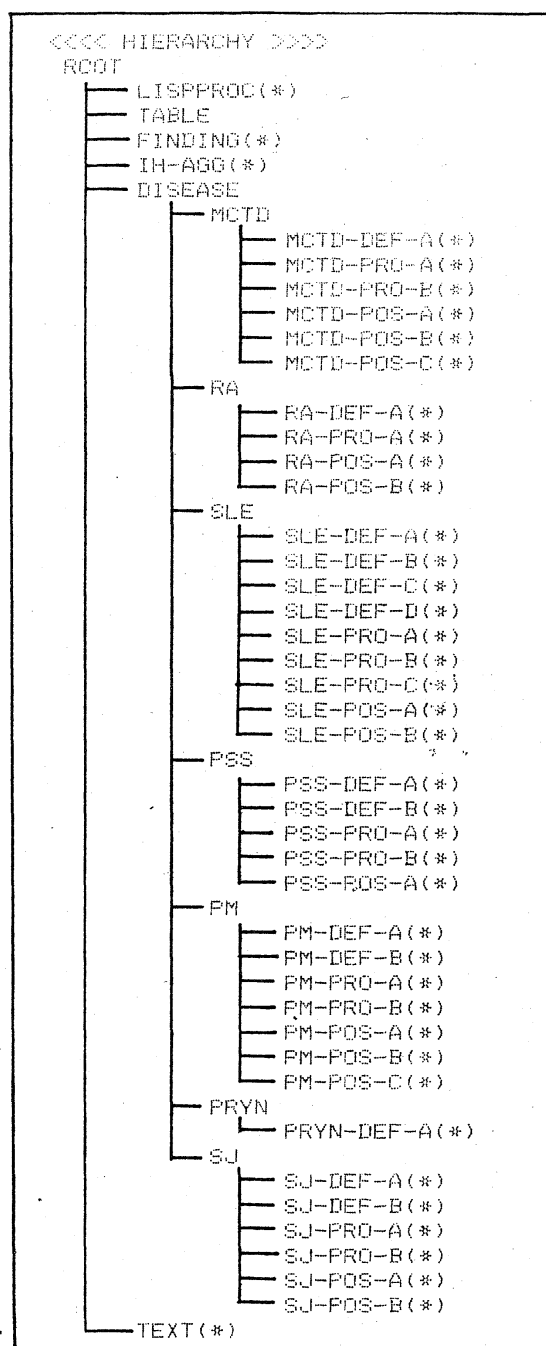 <<<< HIERARCHY >>>>
ROOT
LISPPROC(*)
TABLE
FINDING(*)
IH-AGG(*)
DISEASE
MCTD
MCTD-DEF-A(*)
MCTD-PRO-A(*)
MCTD-PRO-B(*)
MCTD-POS-A(*)
MCTD-POS-B(*)
MCTD-POS-C(*)
RA
RA-DEF-A(*)
RA-PRO-A(*)
RA-POS-A(*)
RA-POS-B(*)
SLE
SLE-DEF-A(*)
SLE-DEF-B(*)
SLE-DEF-C(*)
SLE-DEF-D(*)
SLE-PRO-A(*)
SLE-PRO-B(*)
SLE-PRO-C(*)
SLE-POS-A(*)
SLE-POS-B(*)
PSS
PSS-DEF-A(*)
PSS-DEF-B(*)
PSS-PRO-A(*)
PSS-PRO-B(*)
PSS-POS-A(*)
PM
PM-DEF-A(*)
PM-DEF-B(*)
PM-PRO-A(*)
PM-PRO-B(*)
PM-POS-A(*)
PM-POS-B(*)
PM-POS-C(*)
PRYN
PRYN-DEF-A(*)
SJ
SJ-DEF-A(*)
SJ-DEF-B(*)
SJ-PRO-A(*)
SJ-PRO-B(*)
SJ-POS-A(*)
SJ-POS-B(*)
TEXT(*)